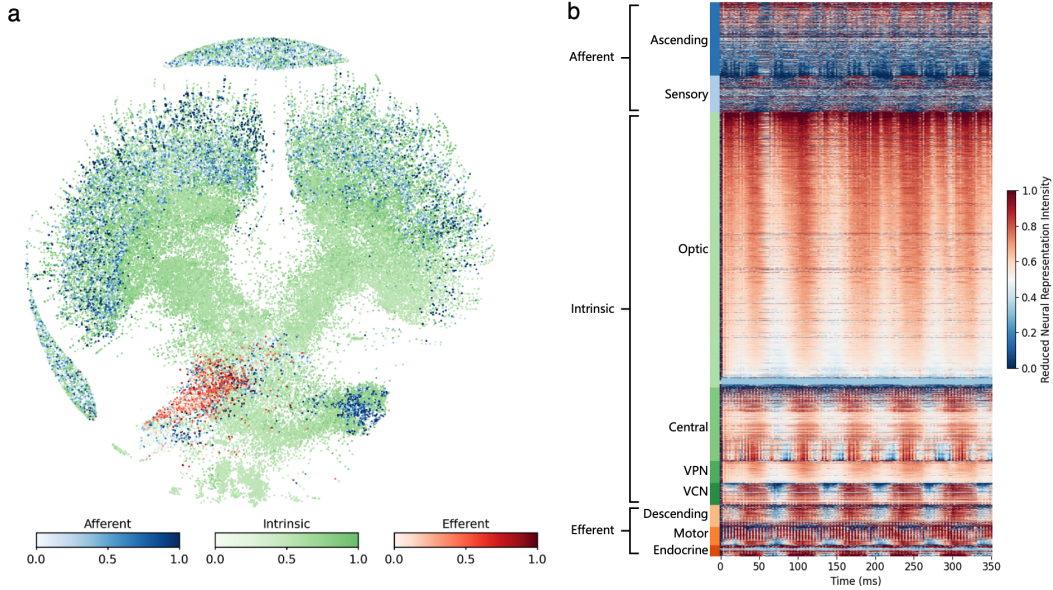 a
b
Afferent
Ascending
Sensory
Intrinsic
Optic
Central
VPN
VCN
Efferent
Descending
Motor
Endocrine
0 50 100 150 200 250 300 350
Time (ms)
1.0
0.8
0.6
0.4
0.2
0.0
Reduced Neural Representation Intensity
Afferent
0.0 0.5 1.0
Intrinsic
0.0 0.5 1.0
Efferent
0.0 0.5 1.0